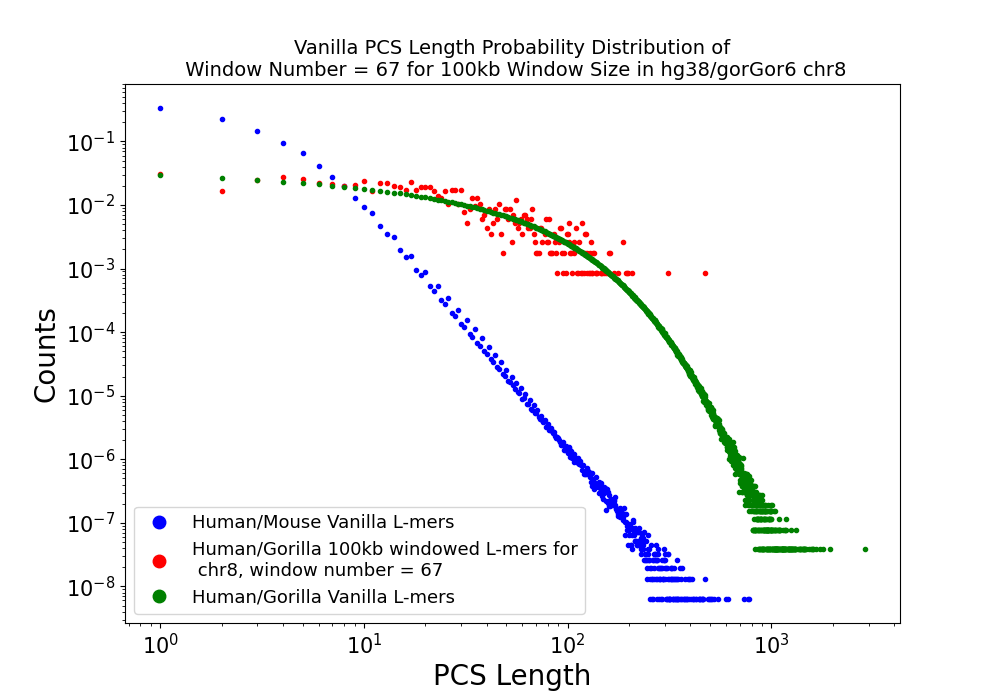 Vanilla PCS Length Probability Distribution of
Window Number = 67 for 100kb Window Size in hg38/gorGor6 chr8
Counts
10⁻¹
10⁻²
10⁻³
10⁻⁴
10⁻⁵
10⁻⁶
10⁻⁷
10⁻⁸
Human/Mouse Vanilla L-mers
Human/Gorilla 100kb windowed L-mers for
chr8, window number = 67
Human/Gorilla Vanilla L-mers
10⁰ 10¹ 10² 10³
PCS Length